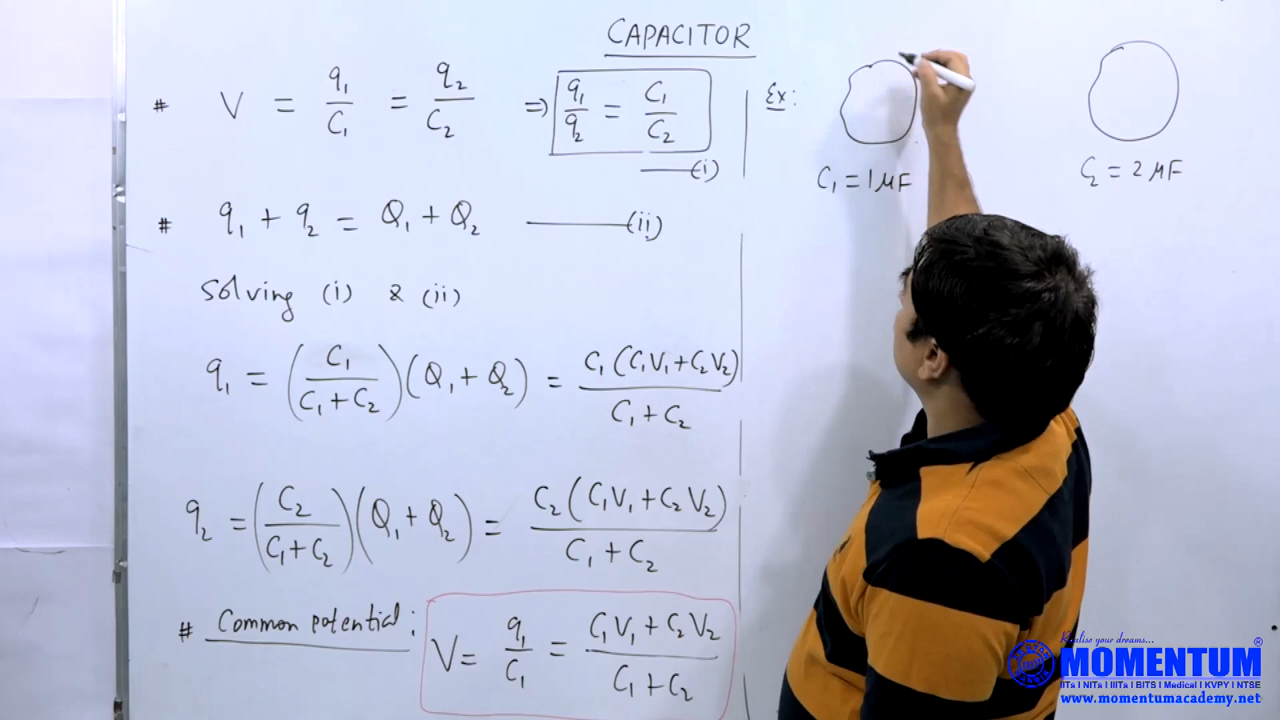 CAPACITOR
# V = q₁/C₁ = q₂/C₂ ⇒ q₁/q₂ = C₁/C₂
(i)
# q₁ + q₂ = Q₁ + Q₂ (ii)
Solving (i) & (ii)
q₁ = (C₁/(C₁ + C₂))(Q₁ + Q₂) = C₁(C₁V₁ + C₂V₂)/(C₁ + C₂)
q₂ = (C₂/(C₁ + C₂))(Q₁ + Q₂) = C₂(C₁V₁ + C₂V₂)/(C₁ + C₂)
# Common potential :
V = q₁/C₁ = (C₁V₁ + C₂V₂)/(C₁ + C₂)
Ex :
C₁ = 1 μF
C₂ = 2 μF
Realise your dreams...
MOMENTUM®
IITs | NITs | IIITs | BITS | Medical | KVPY | NTSE
www.momentumacademy.net